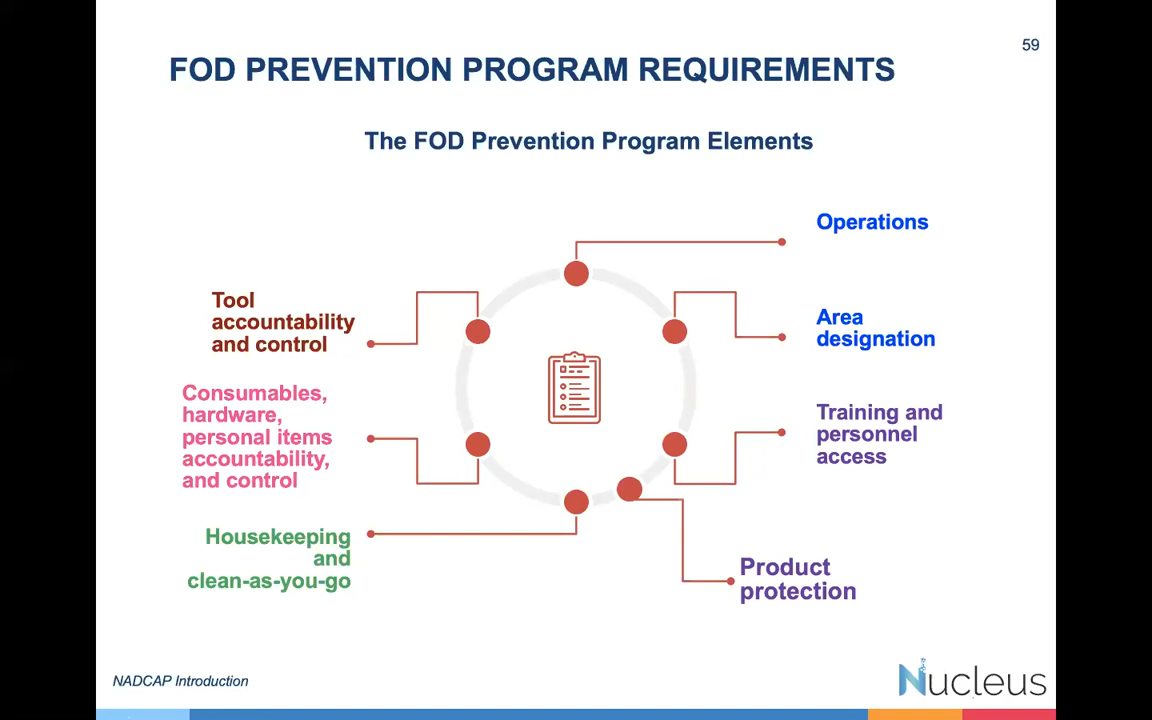 59
FOD PREVENTION PROGRAM REQUIREMENTS
The FOD Prevention Program Elements
Operations
Area
designation
Training and
personnel
access
Product
protection
Tool
accountability
and control
Consumables,
hardware,
personal items
accountability,
and control
Housekeeping
and
clean-as-you-go
NADCAP Introduction
Nucleus